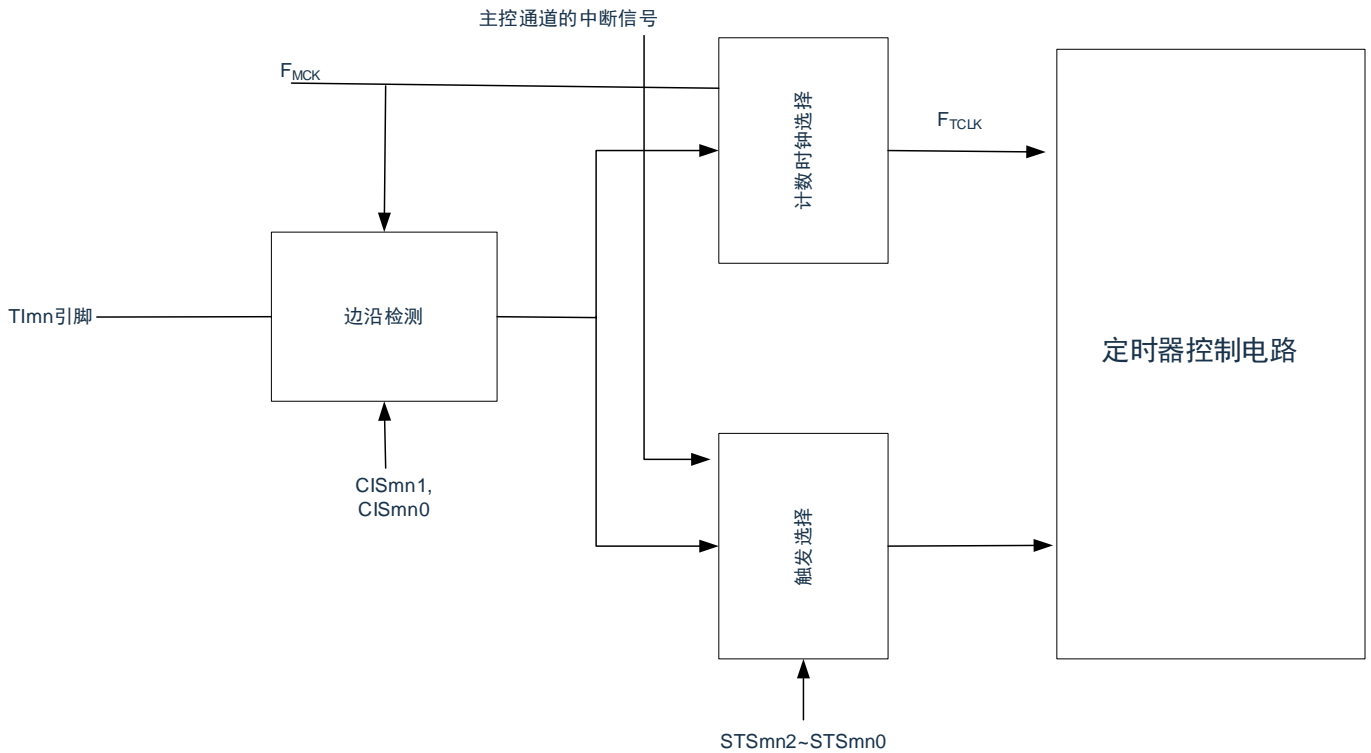 主控通道的中断信号
FMCK
计数时钟选择
FTCLK
TImn引脚
边沿检测
定时器控制电路
CISmn1,
CISmn0
触发选择
STSmn2~STSmn0